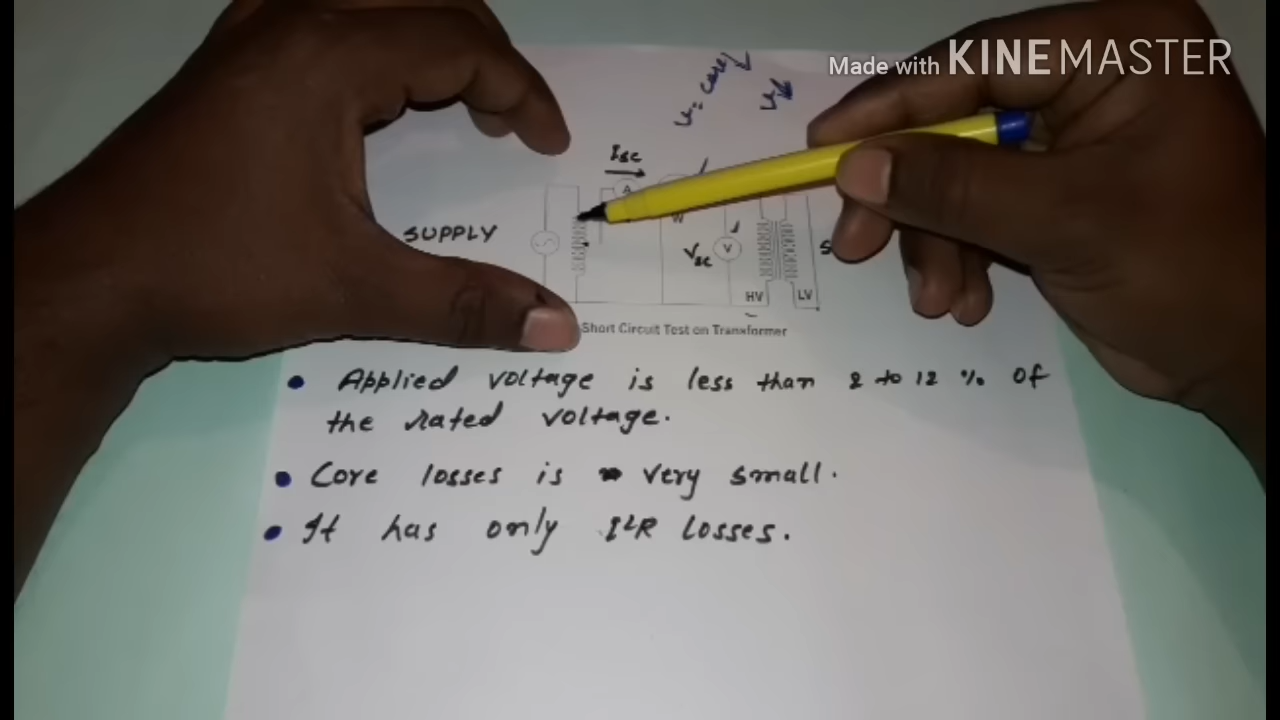 Made with KINEMASTER
V = core
V
Isc
A
SUPPLY
W
Vsc
V
S
HV
LV
Short Circuit Test on Transformer
• Applied voltage is less than 2 to 12 % of
the rated voltage.
• Core losses is very small.
• It has only I²R losses.